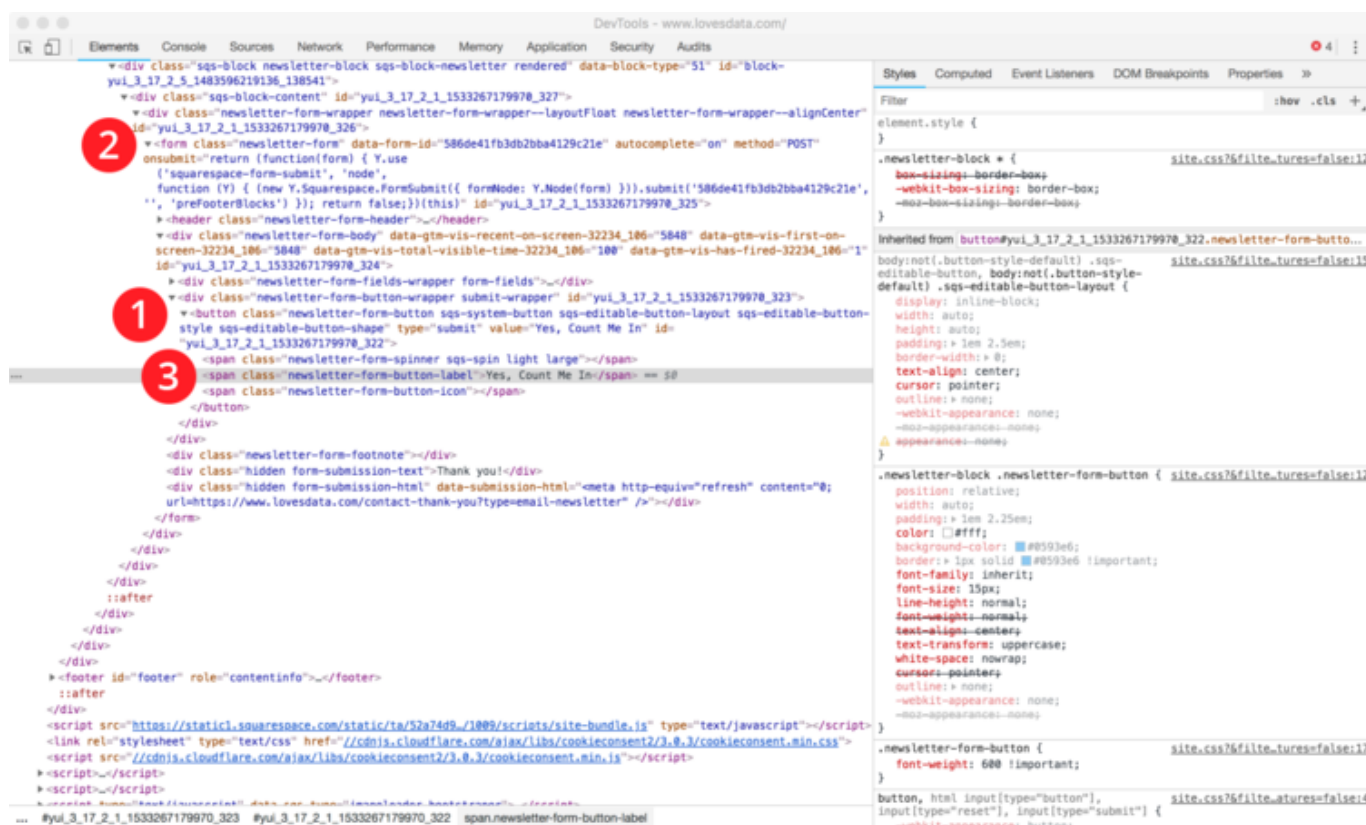 DevTools - www.lovesdata.com/
Elements Console Sources Network Performance Memory Application Security Audits 4
▼<div class="sqs-block newsletter-block sqs-block-newsletter rendered" data-block-type="51" id="block-
yui_3_17_2_5_1483596219136_138541">
▼<div class="sqs-block-content" id="yui_3_17_2_1_1533267179970_327">
▼<div class="newsletter-form-wrapper newsletter-form-wrapper--layoutFloat newsletter-form-wrapper--alignCenter"
id="yui_3_17_2_1_1533267179970_326">
2
▼<form class="newsletter-form" data-form-id="586de41fb3db2bba4129c21e" autocomplete="on" method="POST"
onsubmit="return (function(form) { Y.use
('squarespace-form-submit', 'node',
function (Y) { (new Y.Squarespace.FormSubmit({ formNode: Y.Node(form) })).submit('586de41fb3db2bba4129c21e',
'', 'preFooterBlocks') }); return false;})(this)" id="yui_3_17_2_1_1533267179970_325">
▶<header class="newsletter-form-header">…</header>
▼<div class="newsletter-form-body" data-gtm-vis-recent-on-screen-32234_106="5848" data-gtm-vis-first-on-
screen-32234_106="5848" data-gtm-vis-total-visible-time-32234_106="100" data-gtm-vis-has-fired-32234_106="1"
id="yui_3_17_2_1_1533267179970_324">
▶<div class="newsletter-form-fields-wrapper form-fields">…</div>
▼<div class="newsletter-form-button-wrapper submit-wrapper" id="yui_3_17_2_1_1533267179970_323">
1
▼<button class="newsletter-form-button sqs-system-button sqs-editable-button-layout sqs-editable-button-
style sqs-editable-button-shape" type="submit" value="Yes, Count Me In" id=
"yui_3_17_2_1_1533267179970_322">
<span class="newsletter-form-spinner sqs-spin light large"></span>
3
... <span class="newsletter-form-button-label">Yes, Count Me In</span> == $0
<span class="newsletter-form-button-icon"></span>
</button>
</div>
</div>
<div class="newsletter-form-footnote"></div>
<div class="hidden form-submission-text">Thank you!</div>
<div class="hidden form-submission-html" data-submission-html="<meta http-equiv="refresh" content="0;
url=https://www.lovesdata.com/contact-thank-you?type=email-newsletter" />"></div>
</form>
</div>
</div>
</div>
</div>
::after
</div>
</div>
</div>
</div>
▶<footer id="footer" role="contentinfo">…</footer>
::after
</div>
<script src="https://static1.squarespace.com/static/ta/52a74d9…/1009/scripts/site-bundle.js" type="text/javascript"></script>
<link rel="stylesheet" type="text/css" href="//cdnjs.cloudflare.com/ajax/libs/cookieconsent2/3.0.3/cookieconsent.min.css">
<script src="//cdnjs.cloudflare.com/ajax/libs/cookieconsent2/3.0.3/cookieconsent.min.js"></script>
▶<script>…</script>
▶<script>…</script>
... #yui_3_17_2_1_1533267179970_323 #yui_3_17_2_1_1533267179970_322 span.newsletter-form-button-label
Styles Computed Event Listeners DOM Breakpoints Properties »
Filter :hov .cls +
element.style {
}
.newsletter-block * { site.css?&filte…tures=false:12
box-sizing: border-box;
-webkit-box-sizing: border-box;
-moz-box-sizing: border-box;
}
Inherited from button#yui_3_17_2_1_1533267179970_322.newsletter-form-butto...
body:not(.button-style-default) .sqs- site.css?&filte…tures=false:15
editable-button, body:not(.button-style-
default) .sqs-editable-button-layout {
display: inline-block;
width: auto;
height: auto;
padding:▶ 1em 2.5em;
border-width:▶ 0;
text-align: center;
cursor: pointer;
outline:▶ none;
-webkit-appearance: none;
-moz-appearance: none;
appearance: none;
}
.newsletter-block .newsletter-form-button { site.css?&filte…tures=false:12
position: relative;
width: auto;
padding:▶ 1em 2.25em;
color: #fff;
background-color: #0593e6;
border:▶ 1px solid #0593e6 !important;
font-family: inherit;
font-size: 15px;
line-height: normal;
font-weight: normal;
text-align: center;
text-transform: uppercase;
white-space: nowrap;
cursor: pointer;
outline:▶ none;
-webkit-appearance: none;
-moz-appearance: none;
}
.newsletter-form-button { site.css?&filte…tures=false:17
font-weight: 600 !important;
}
button, html input[type="button"], site.css?&filte…atures=false:4
input[type="reset"], input[type="submit"] {